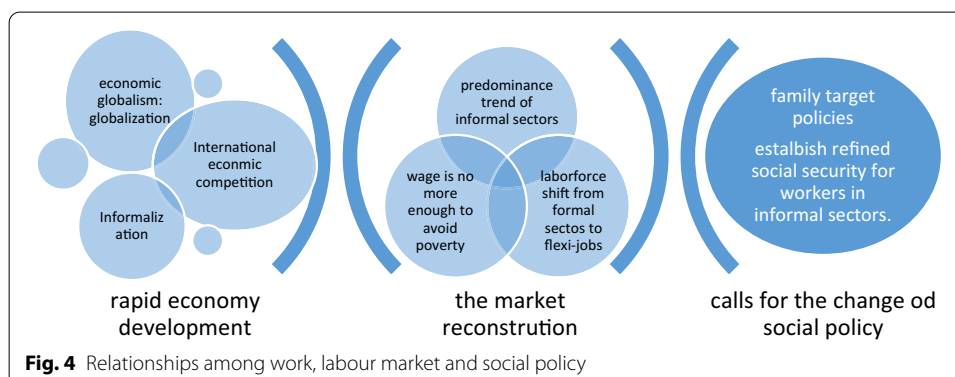 economic
globalism:
globalization
International
econmic
competition
Informaliz
ation
rapid economy
development
predominance
trend of
informal sectors
wage is no
more
enough to
avoid
poverty
laborforce
shift from
formal
sectos to
flexi-jobs
the market
reconstrution
family target
policies
estalbish refined
social security for
workers in
informal sectors.
calls for the change od
social policy
Fig. 4 Relationships among work, labour market and social policy